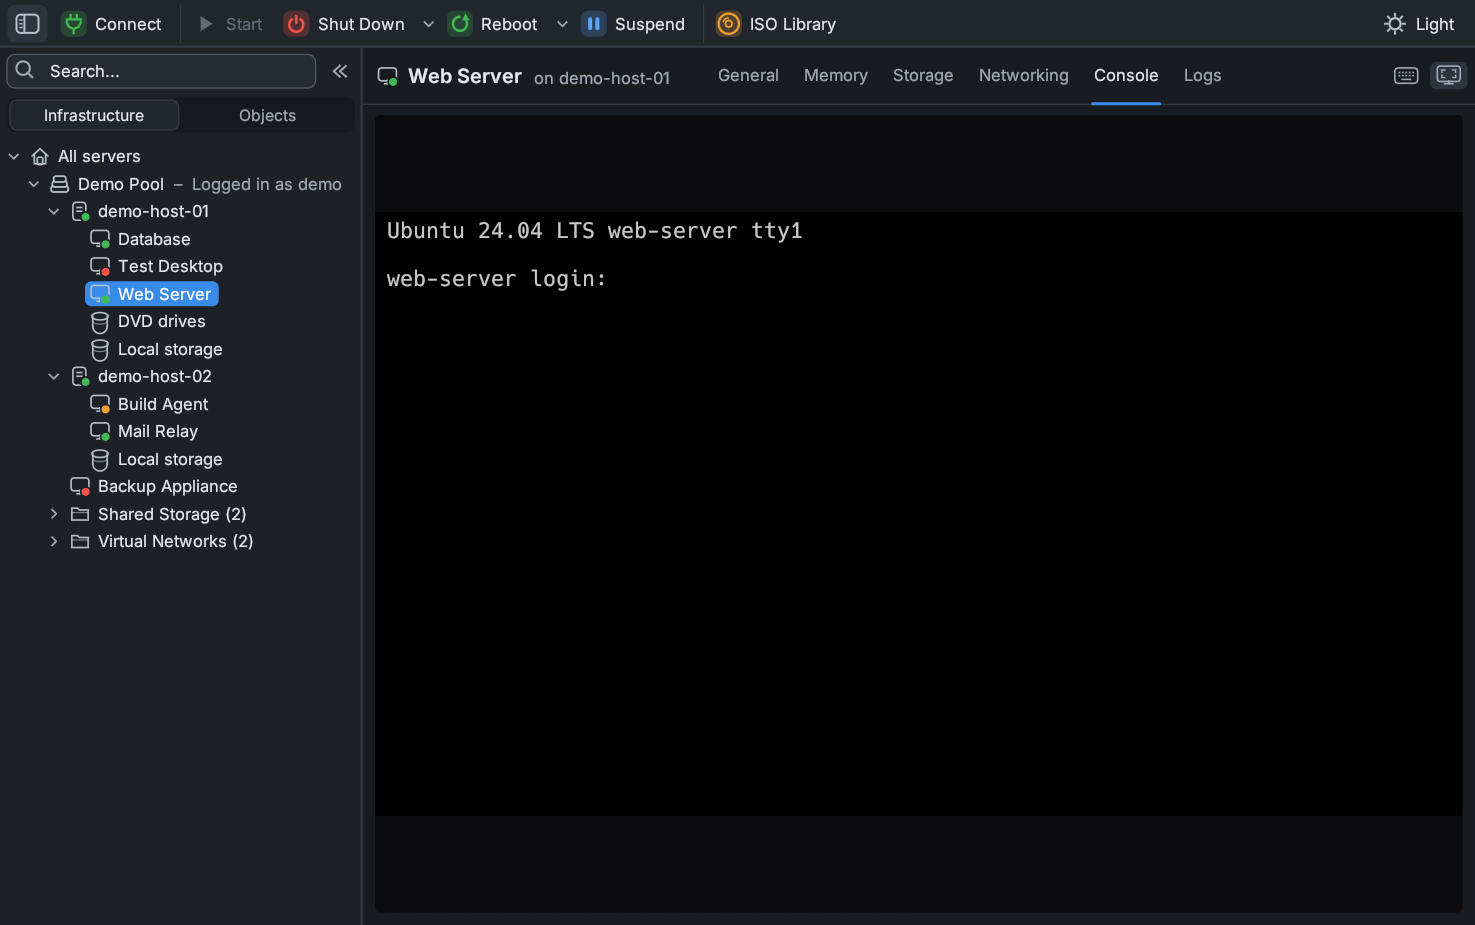 Connect Start Shut Down Reboot Suspend ISO Library Light
Search...
Infrastructure Objects
All servers
Demo Pool – Logged in as demo
demo-host-01
Database
Test Desktop
Web Server
DVD drives
Local storage
demo-host-02
Build Agent
Mail Relay
Local storage
Backup Appliance
Shared Storage (2)
Virtual Networks (2)
Web Server on demo-host-01 General Memory Storage Networking Console Logs
Ubuntu 24.04 LTS web-server tty1
web-server login: